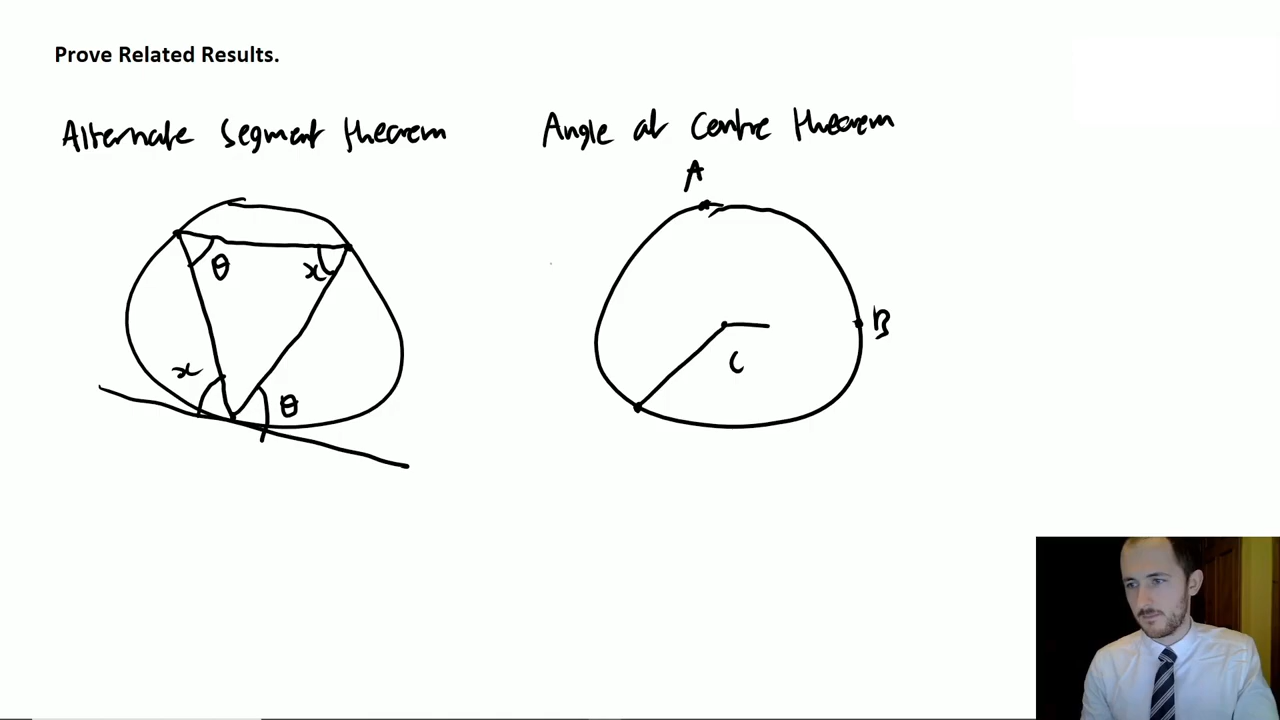 Prove Related Results.
Alternate Segment theorem
Angle at Centre theorem
A
θ
x
B
C
x
θ